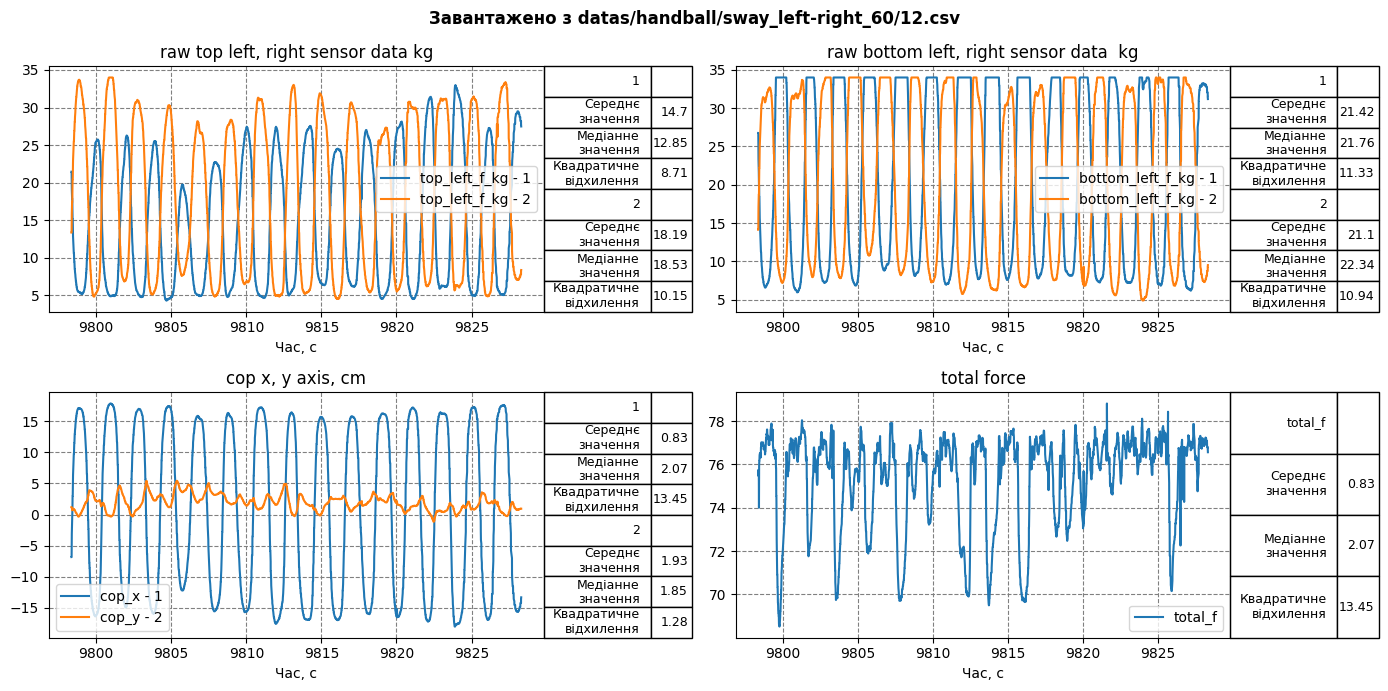 Завантажено з datas/handball/sway_left-right_60/12.csv
raw top left, right sensor data kg
35
30
25
20
15
10
5
9800
9805
9810
9815
9820
9825
Час, с
top_left_f_kg - 1
top_left_f_kg - 2
1
Середнє
значення
14.7
Медіанне
значення
12.85
Квадратичне
відхилення
8.71
2
Середнє
значення
18.19
Медіанне
значення
18.53
Квадратичне
відхилення
10.15
raw bottom left, right sensor data  kg
35
30
25
20
15
10
5
9800
9805
9810
9815
9820
9825
Час, с
bottom_left_f_kg - 1
bottom_left_f_kg - 2
1
Середнє
значення
21.42
Медіанне
значення
21.76
Квадратичне
відхилення
11.33
2
Середнє
значення
21.1
Медіанне
значення
22.34
Квадратичне
відхилення
10.94
cop x, y axis, cm
15
10
5
0
−5
−10
−15
9800
9805
9810
9815
9820
9825
Час, с
cop_x - 1
cop_y - 2
1
Середнє
значення
0.83
Медіанне
значення
2.07
Квадратичне
відхилення
13.45
2
Середнє
значення
1.93
Медіанне
значення
1.85
Квадратичне
відхилення
1.28
total force
78
76
74
72
70
9800
9805
9810
9815
9820
9825
Час, с
total_f
total_f
Середнє
значення
0.83
Медіанне
значення
2.07
Квадратичне
відхилення
13.45